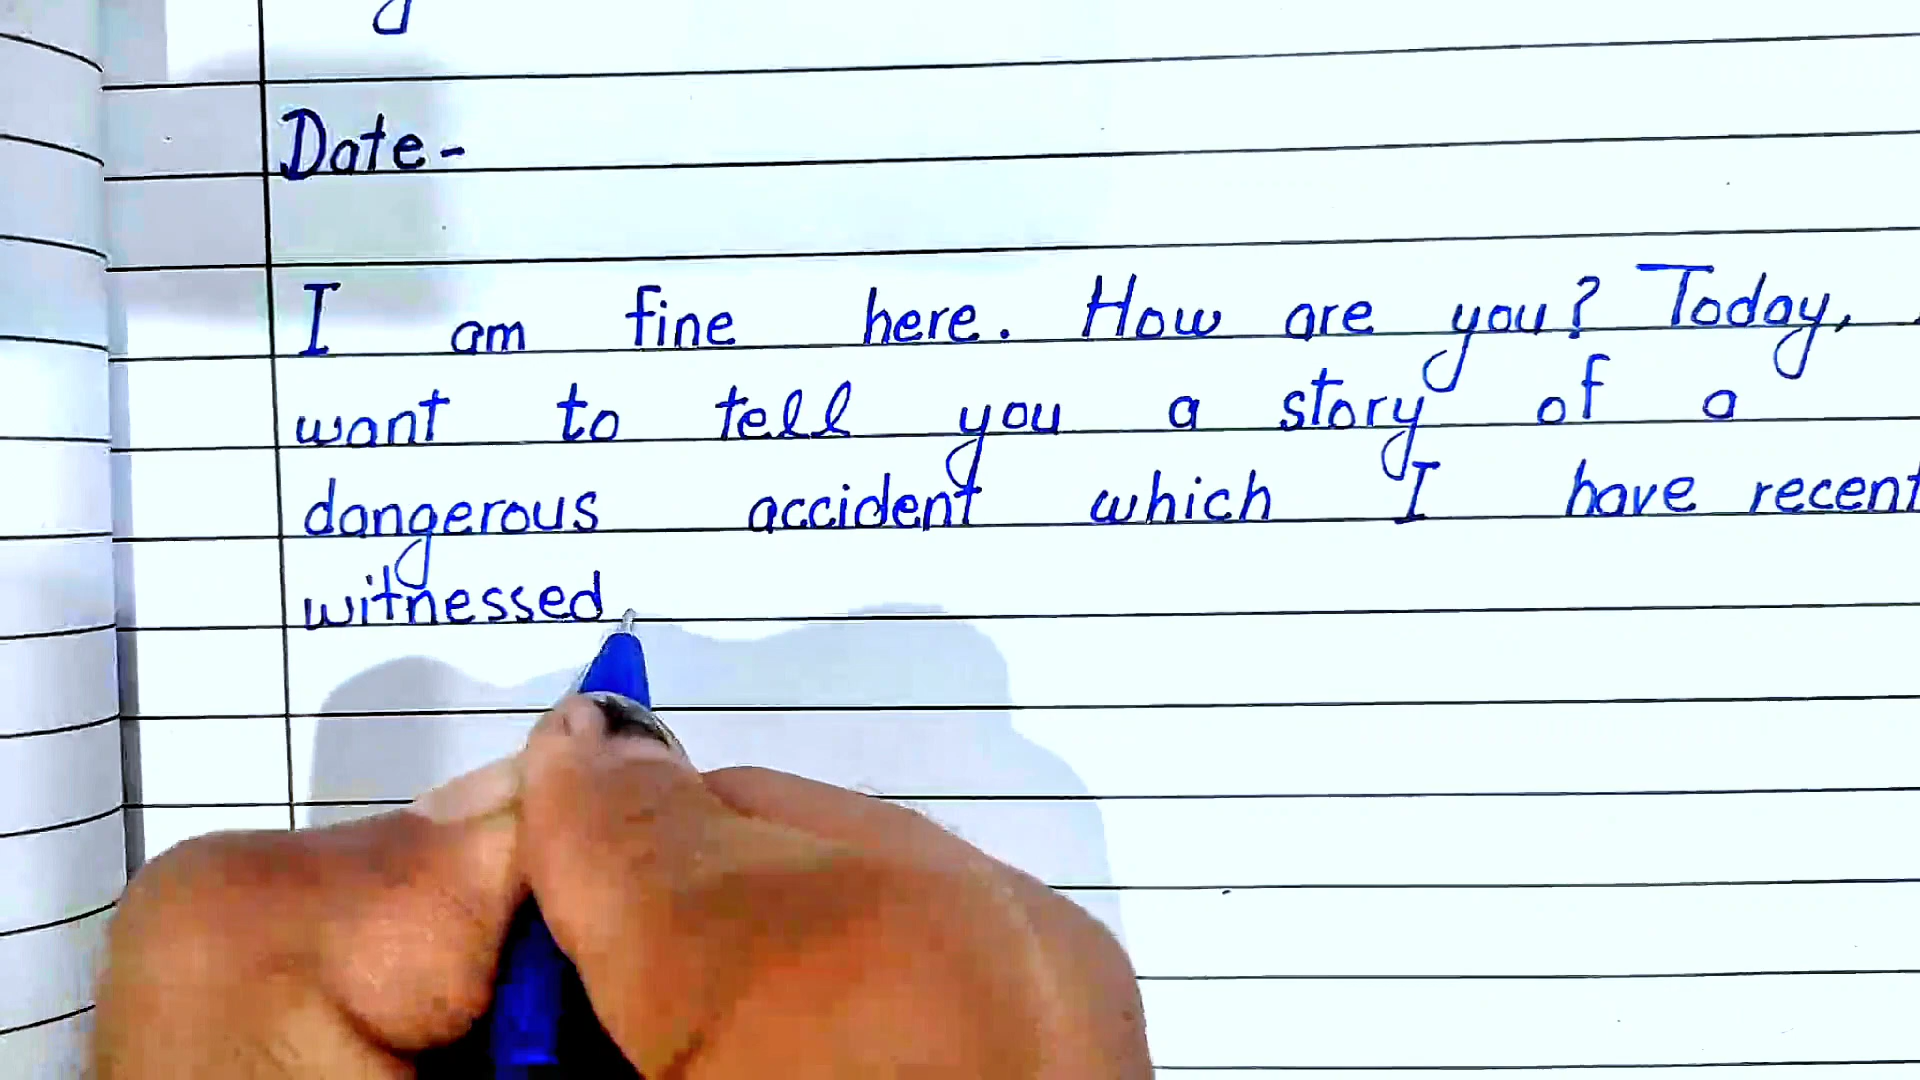 Date-
I am fine here. How are you? Today,
want to tell you a story of a
dangerous accident which I have recent
witnessed